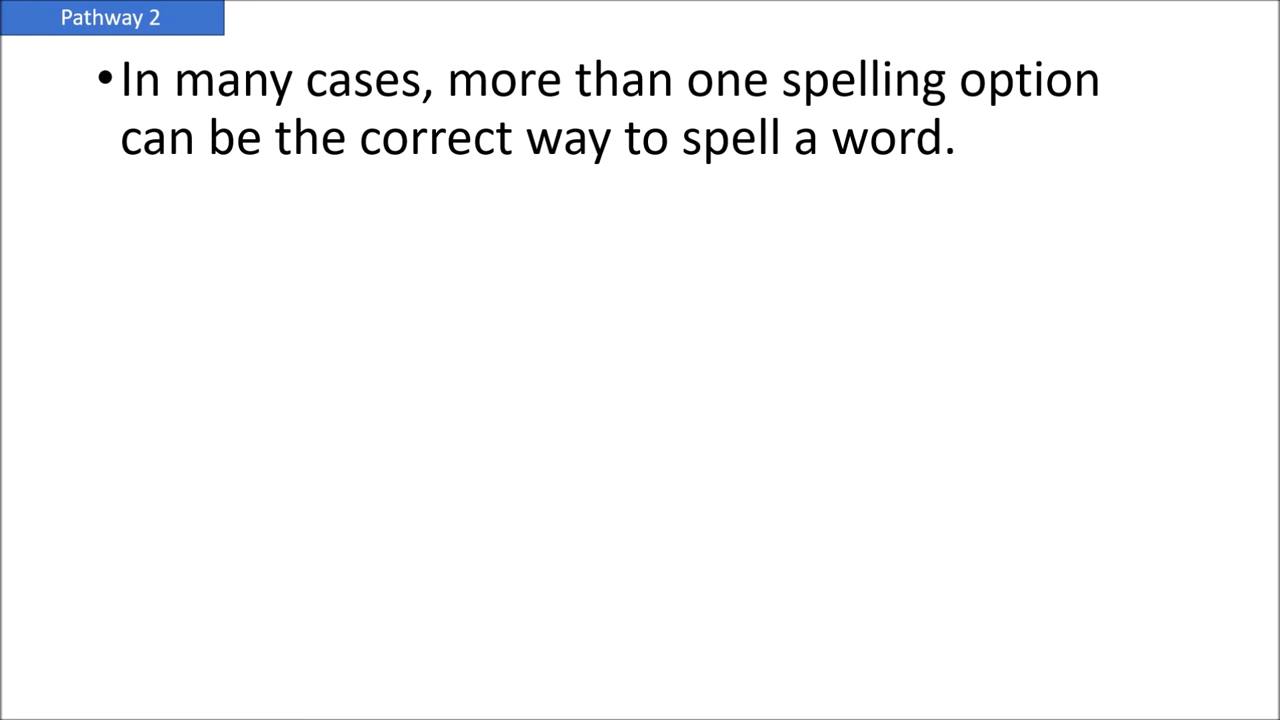 Pathway 2
•In many cases, more than one spelling option
can be the correct way to spell a word.